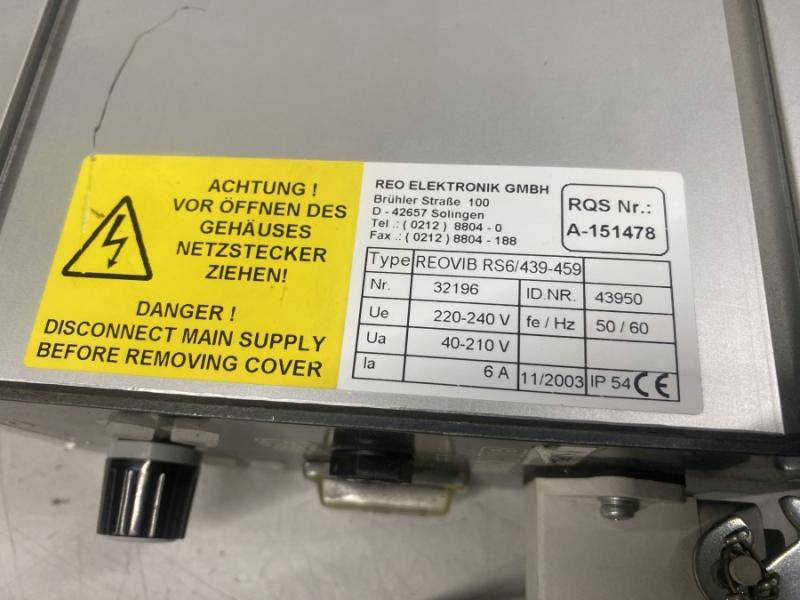 ACHTUNG !
VOR ÖFFNEN DES
GEHÄUSES
NETZSTECKER
ZIEHEN!
DANGER !
DISCONNECT MAIN SUPPLY
BEFORE REMOVING COVER
REO ELEKTRONIK GMBH
Brühler Straße 100
D - 42657 Solingen
Tel .: ( 0212 ) 8804 - 0
Fax .: ( 0212 ) 8804 - 188
RQS Nr.:
A-151478
Type REOVIB RS6/439-459
Nr. 32196 ID.NR. 43950
Ue 220-240 V fe / Hz 50 / 60
Ua 40-210 V
Ia 6 A 11/2003 IP 54 CE